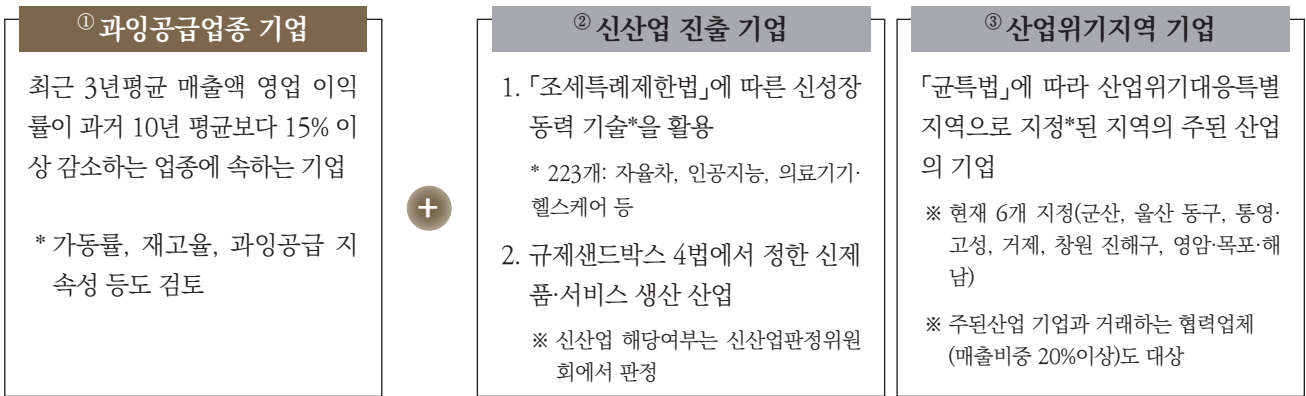 ① 과잉공급업종 기업
최근 3년평균 매출액 영업 이익
률이 과거 10년 평균보다 15% 이
상 감소하는 업종에 속하는 기업
* 가동률, 재고율, 과잉공급 지
속성 등도 검토
+
② 신산업 진출 기업
1. 「조세특례제한법」에 따른 신성장
동력 기술*을 활용
* 223개: 자율차, 인공지능, 의료기기·
헬스케어 등
2. 규제샌드박스 4법에서 정한 신제
품·서비스 생산 산업
※ 신산업 해당여부는 신산업판정위원
회에서 판정
③ 산업위기지역 기업
「균특법」에 따라 산업위기대응특별
지역으로 지정*된 지역의 주된 산업
의 기업
※ 현재 6개 지정(군산, 울산 동구, 통영·
고성, 거제, 창원 진해구, 영암·목포·해
남)
※ 주된산업 기업과 거래하는 협력업체
(매출비중 20%이상)도 대상